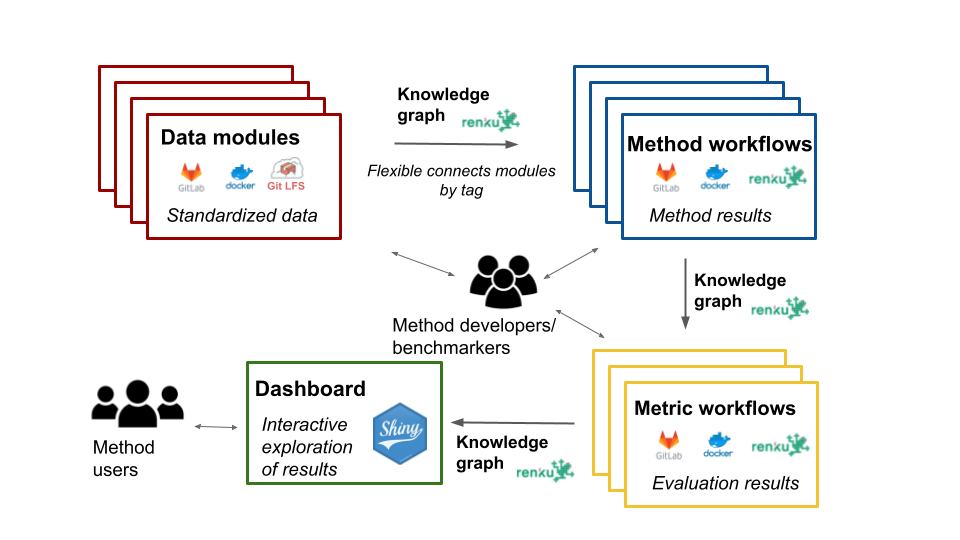 Knowledge
graph
renku
Data modules
GitLab
docker
Git LFS
Standardized data
Flexible connects modules
by tag
Method workflows
GitLab
docker
renku
Method results
Knowledge
graph
renku
Method developers/
benchmarkers
Metric workflows
GitLab
docker
renku
Evaluation results
Knowledge
graph
renku
Dashboard
Interactive
exploration
of results
Shiny
Method
users